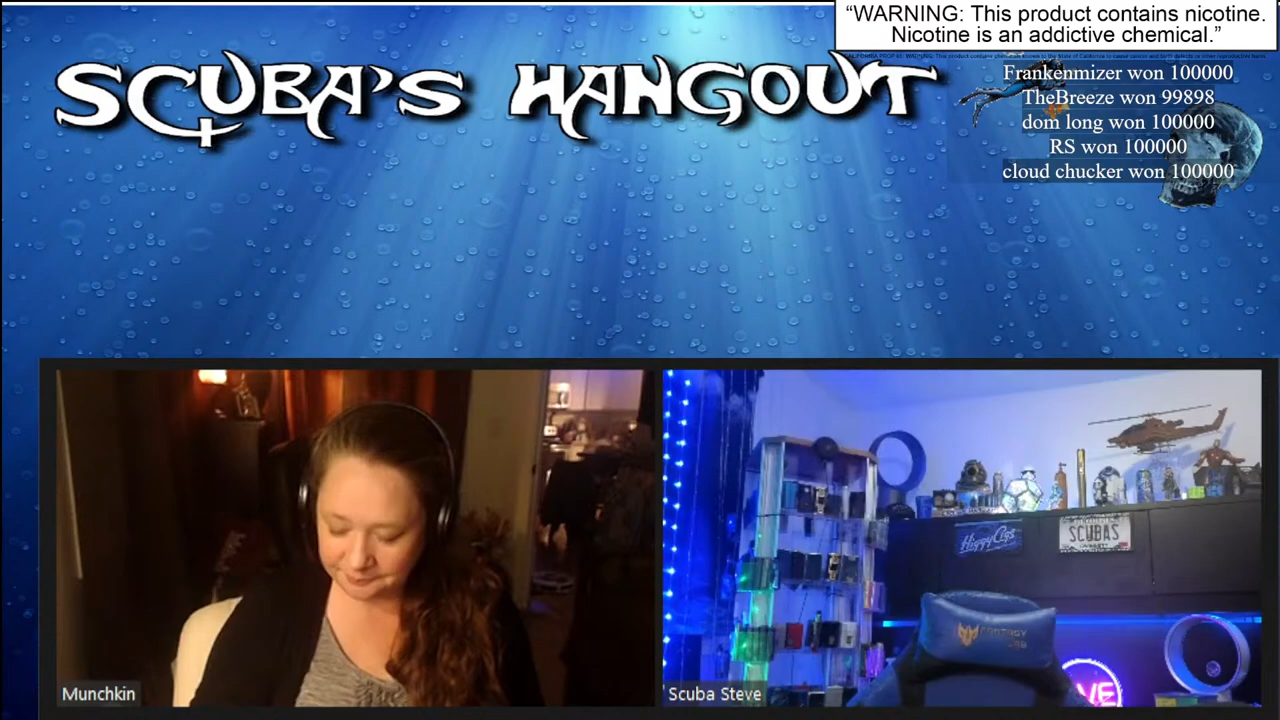 “WARNING: This product contains nicotine.
Nicotine is an addictive chemical.”
SCUBA'S HANGOUT
Frankenmizer won 100000
TheBreeze won 99898
dom long won 100000
RS won 100000
cloud chucker won 100000
HiggyCigs
SCUBAS
Munchkin
Scuba Steve